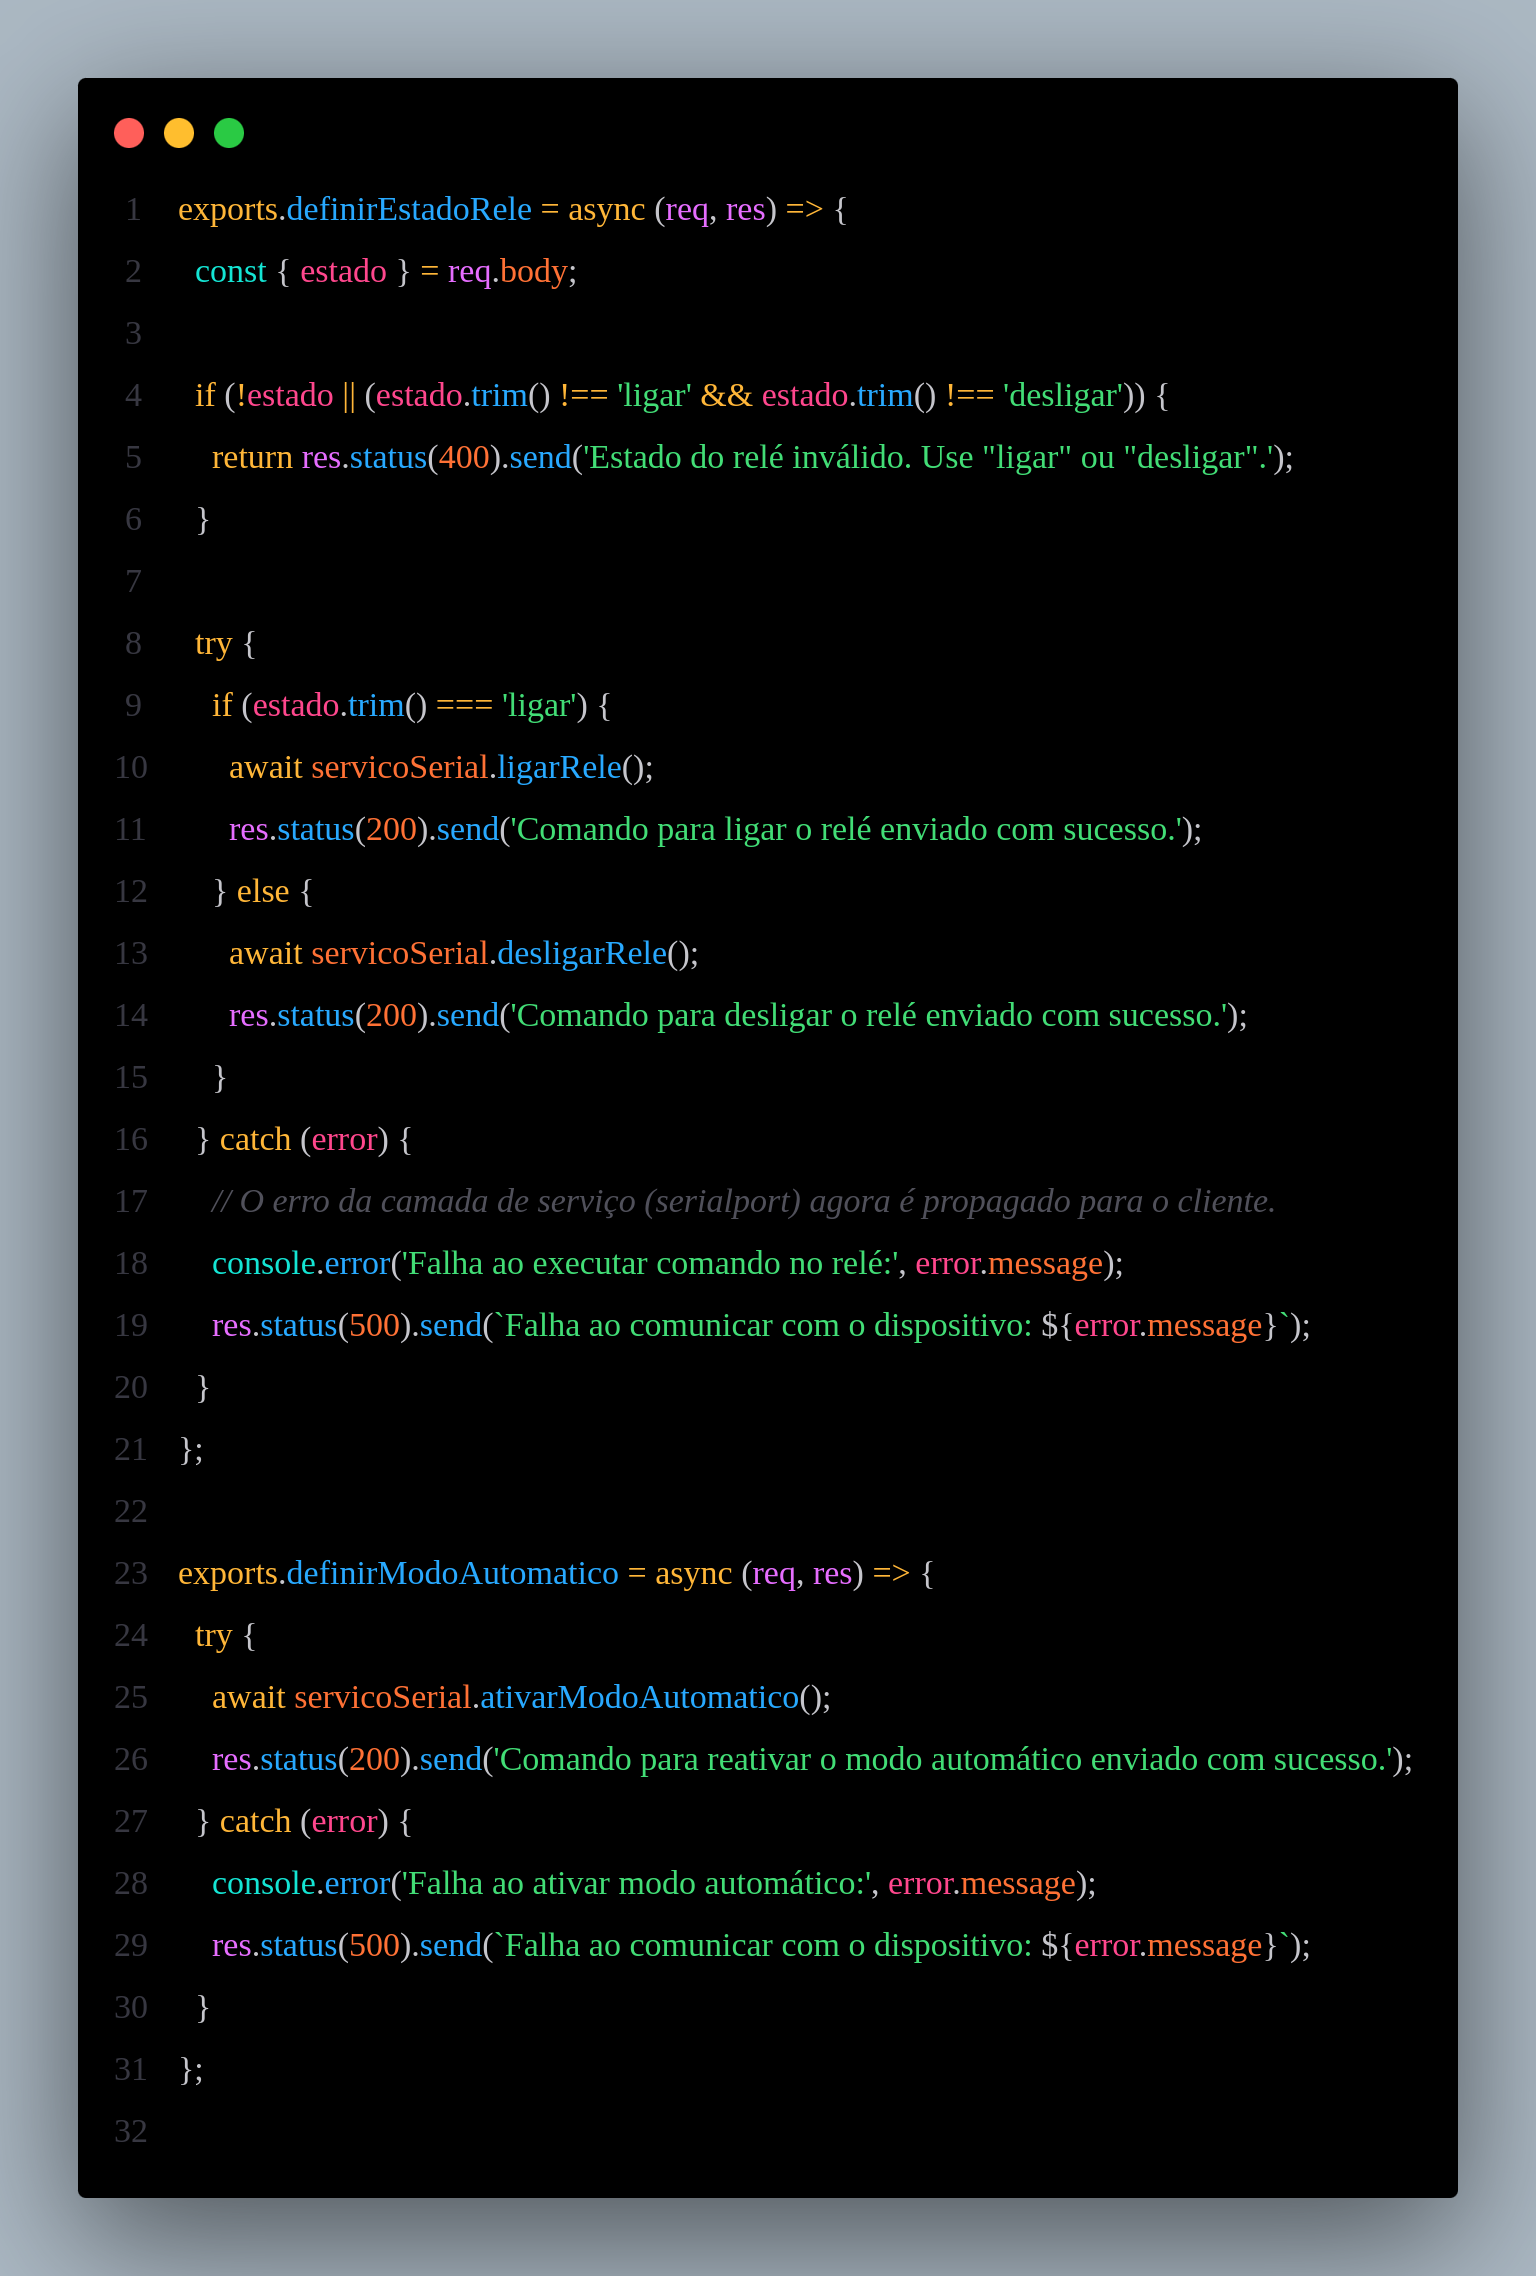 1 exports.definirEstadoRele = async (req, res) => {
2   const { estado } = req.body;
3
4   if (!estado || (estado.trim() !== 'ligar' && estado.trim() !== 'desligar')) {
5     return res.status(400).send('Estado do relé inválido. Use "ligar" ou "desligar".');
6   }
7
8   try {
9     if (estado.trim() === 'ligar') {
10       await servicoSerial.ligarRele();
11       res.status(200).send('Comando para ligar o relé enviado com sucesso.');
12     } else {
13       await servicoSerial.desligarRele();
14       res.status(200).send('Comando para desligar o relé enviado com sucesso.');
15     }
16   } catch (error) {
17     // O erro da camada de serviço (serialport) agora é propagado para o cliente.
18     console.error('Falha ao executar comando no relé:', error.message);
19     res.status(500).send(`Falha ao comunicar com o dispositivo: ${error.message}`);
20   }
21 };
22
23 exports.definirModoAutomatico = async (req, res) => {
24   try {
25     await servicoSerial.ativarModoAutomatico();
26     res.status(200).send('Comando para reativar o modo automático enviado com sucesso.');
27   } catch (error) {
28     console.error('Falha ao ativar modo automático:', error.message);
29     res.status(500).send(`Falha ao comunicar com o dispositivo: ${error.message}`);
30   }
31 };
32